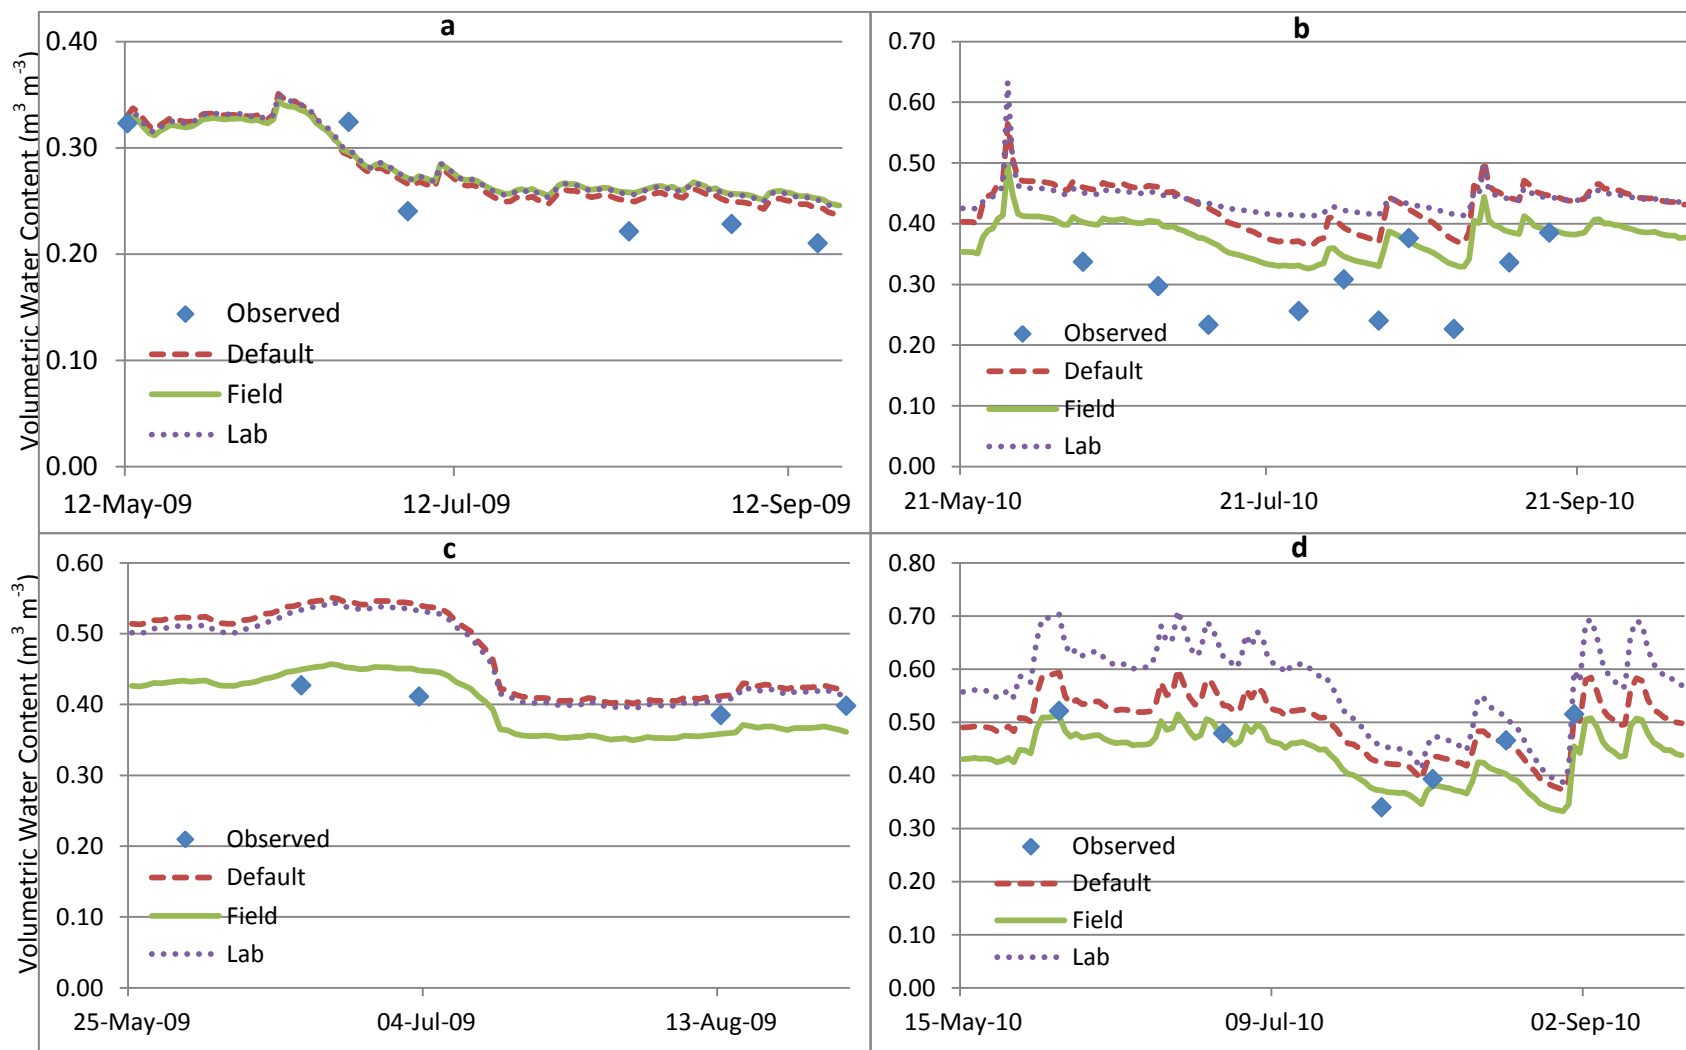 a
Volumetric Water Content (m³ m⁻³)
0.40
0.30
0.20
0.10
0.00
12-May-09
12-Jul-09
12-Sep-09
Observed
Default
Field
Lab
b
0.70
0.60
0.50
0.40
0.30
0.20
0.10
0.00
21-May-10
21-Jul-10
21-Sep-10
Observed
Default
Field
Lab
c
Volumetric Water Content (m³ m⁻³)
0.60
0.50
0.40
0.30
0.20
0.10
0.00
25-May-09
04-Jul-09
13-Aug-09
Observed
Default
Field
Lab
d
0.80
0.70
0.60
0.50
0.40
0.30
0.20
0.10
0.00
15-May-10
09-Jul-10
02-Sep-10
Observed
Default
Field
Lab